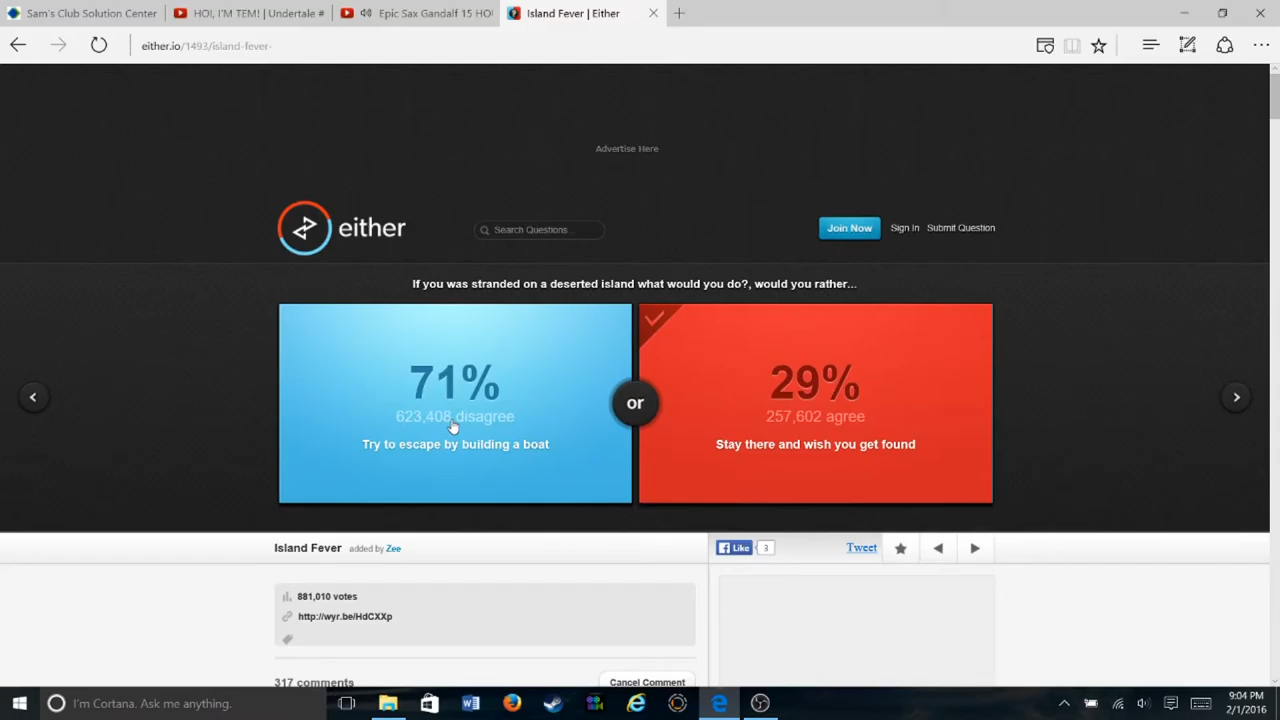 Sam's Club Solution Center
HOI, I'M TEM! Undertale #
Epic Sax Gandalf 15 HOI
Island Fever | Either
either.io/1493/island-fever-
Advertise Here
either
Search Questions...
Join Now
Sign In
Submit Question
If you was stranded on a deserted island what would you do?, would you rather...
71%
623,408 disagree
Try to escape by building a boat
or
29%
257,602 agree
Stay there and wish you get found
Island Fever added by Zee
Like 3
Tweet
881,010 votes
http://wyr.be/HdCXXp
317 comments
Cancel Comment
I'm Cortana. Ask me anything.
9:04 PM
2/1/2016